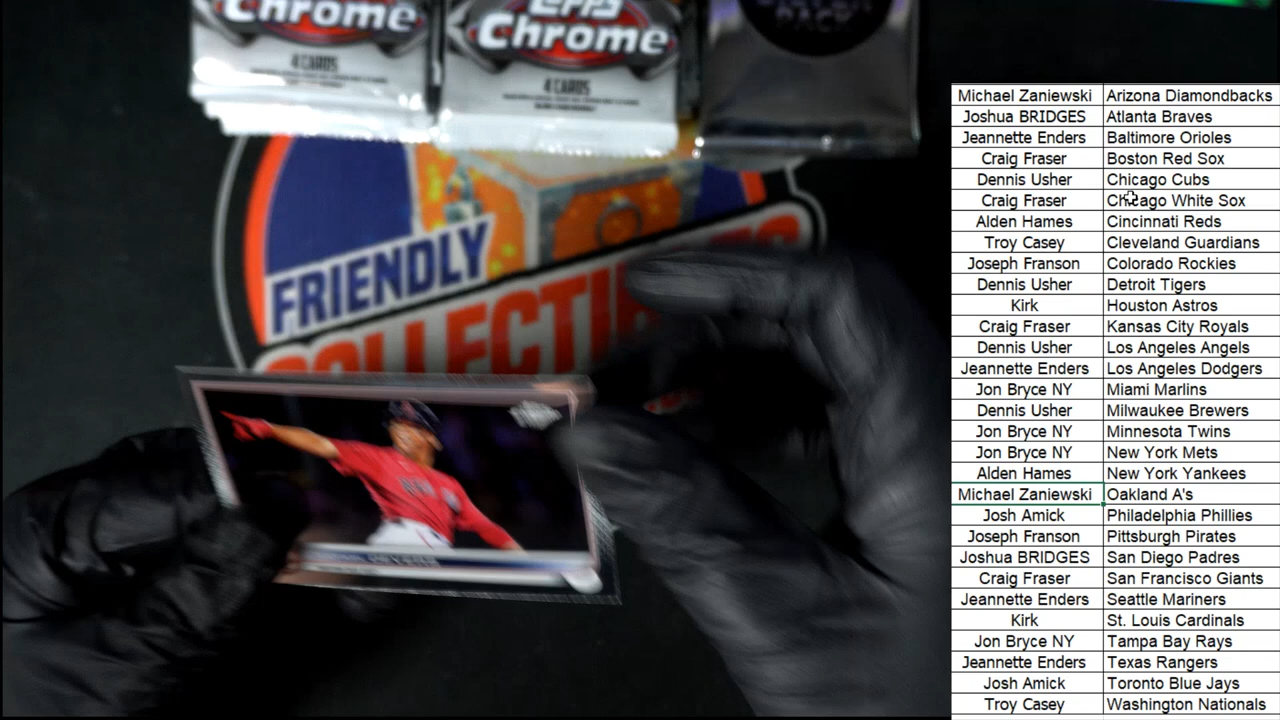 Topps
Chrome
4 CARDS
Chrome
4 CARDS
PACK
FRIENDLY
Michael Zaniewski Arizona Diamondbacks
Joshua BRIDGES Atlanta Braves
Jeannette Enders Baltimore Orioles
Craig Fraser Boston Red Sox
Dennis Usher Chicago Cubs
Craig Fraser Chicago White Sox
Alden Hames Cincinnati Reds
Troy Casey Cleveland Guardians
Joseph Franson Colorado Rockies
Dennis Usher Detroit Tigers
Kirk Houston Astros
Craig Fraser Kansas City Royals
Dennis Usher Los Angeles Angels
Jeannette Enders Los Angeles Dodgers
Jon Bryce NY Miami Marlins
Dennis Usher Milwaukee Brewers
Jon Bryce NY Minnesota Twins
Jon Bryce NY New York Mets
Alden Hames New York Yankees
Michael Zaniewski Oakland A's
Josh Amick Philadelphia Phillies
Joseph Franson Pittsburgh Pirates
Joshua BRIDGES San Diego Padres
Craig Fraser San Francisco Giants
Jeannette Enders Seattle Mariners
Kirk St. Louis Cardinals
Jon Bryce NY Tampa Bay Rays
Jeannette Enders Texas Rangers
Josh Amick Toronto Blue Jays
Troy Casey Washington Nationals